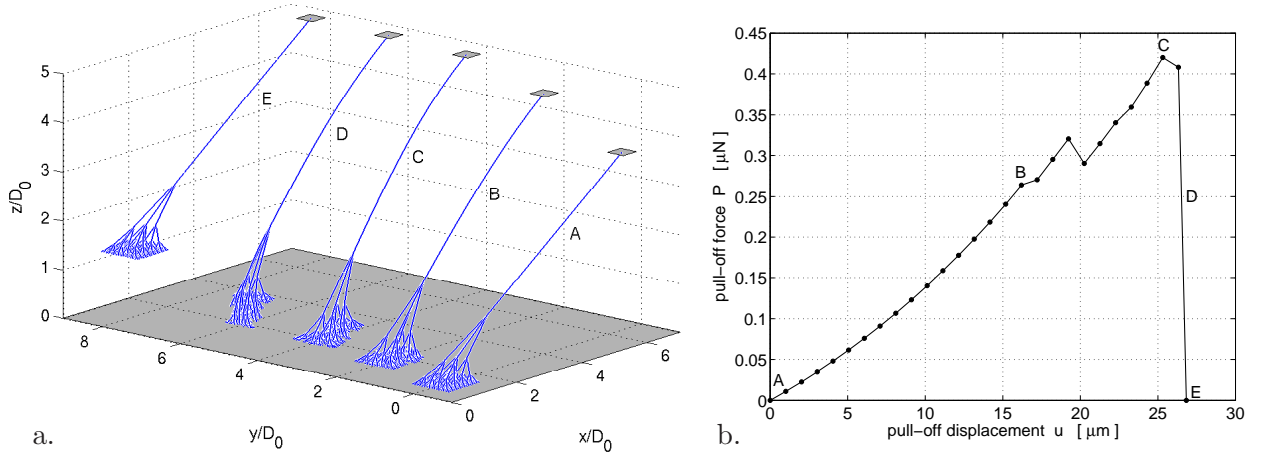 5
4
3
2
1
0
z/D0
8
6
4
2
0
y/D0
0
2
4
6
x/D0
E
D
C
B
A
a.
0.45
0.4
0.35
0.3
0.25
0.2
0.15
0.1
0.05
0
pull−off force P [ μN ]
C
B
D
A
E
0 5 10 15 20 25 30
pull−off displacement u [ μm ]
b.